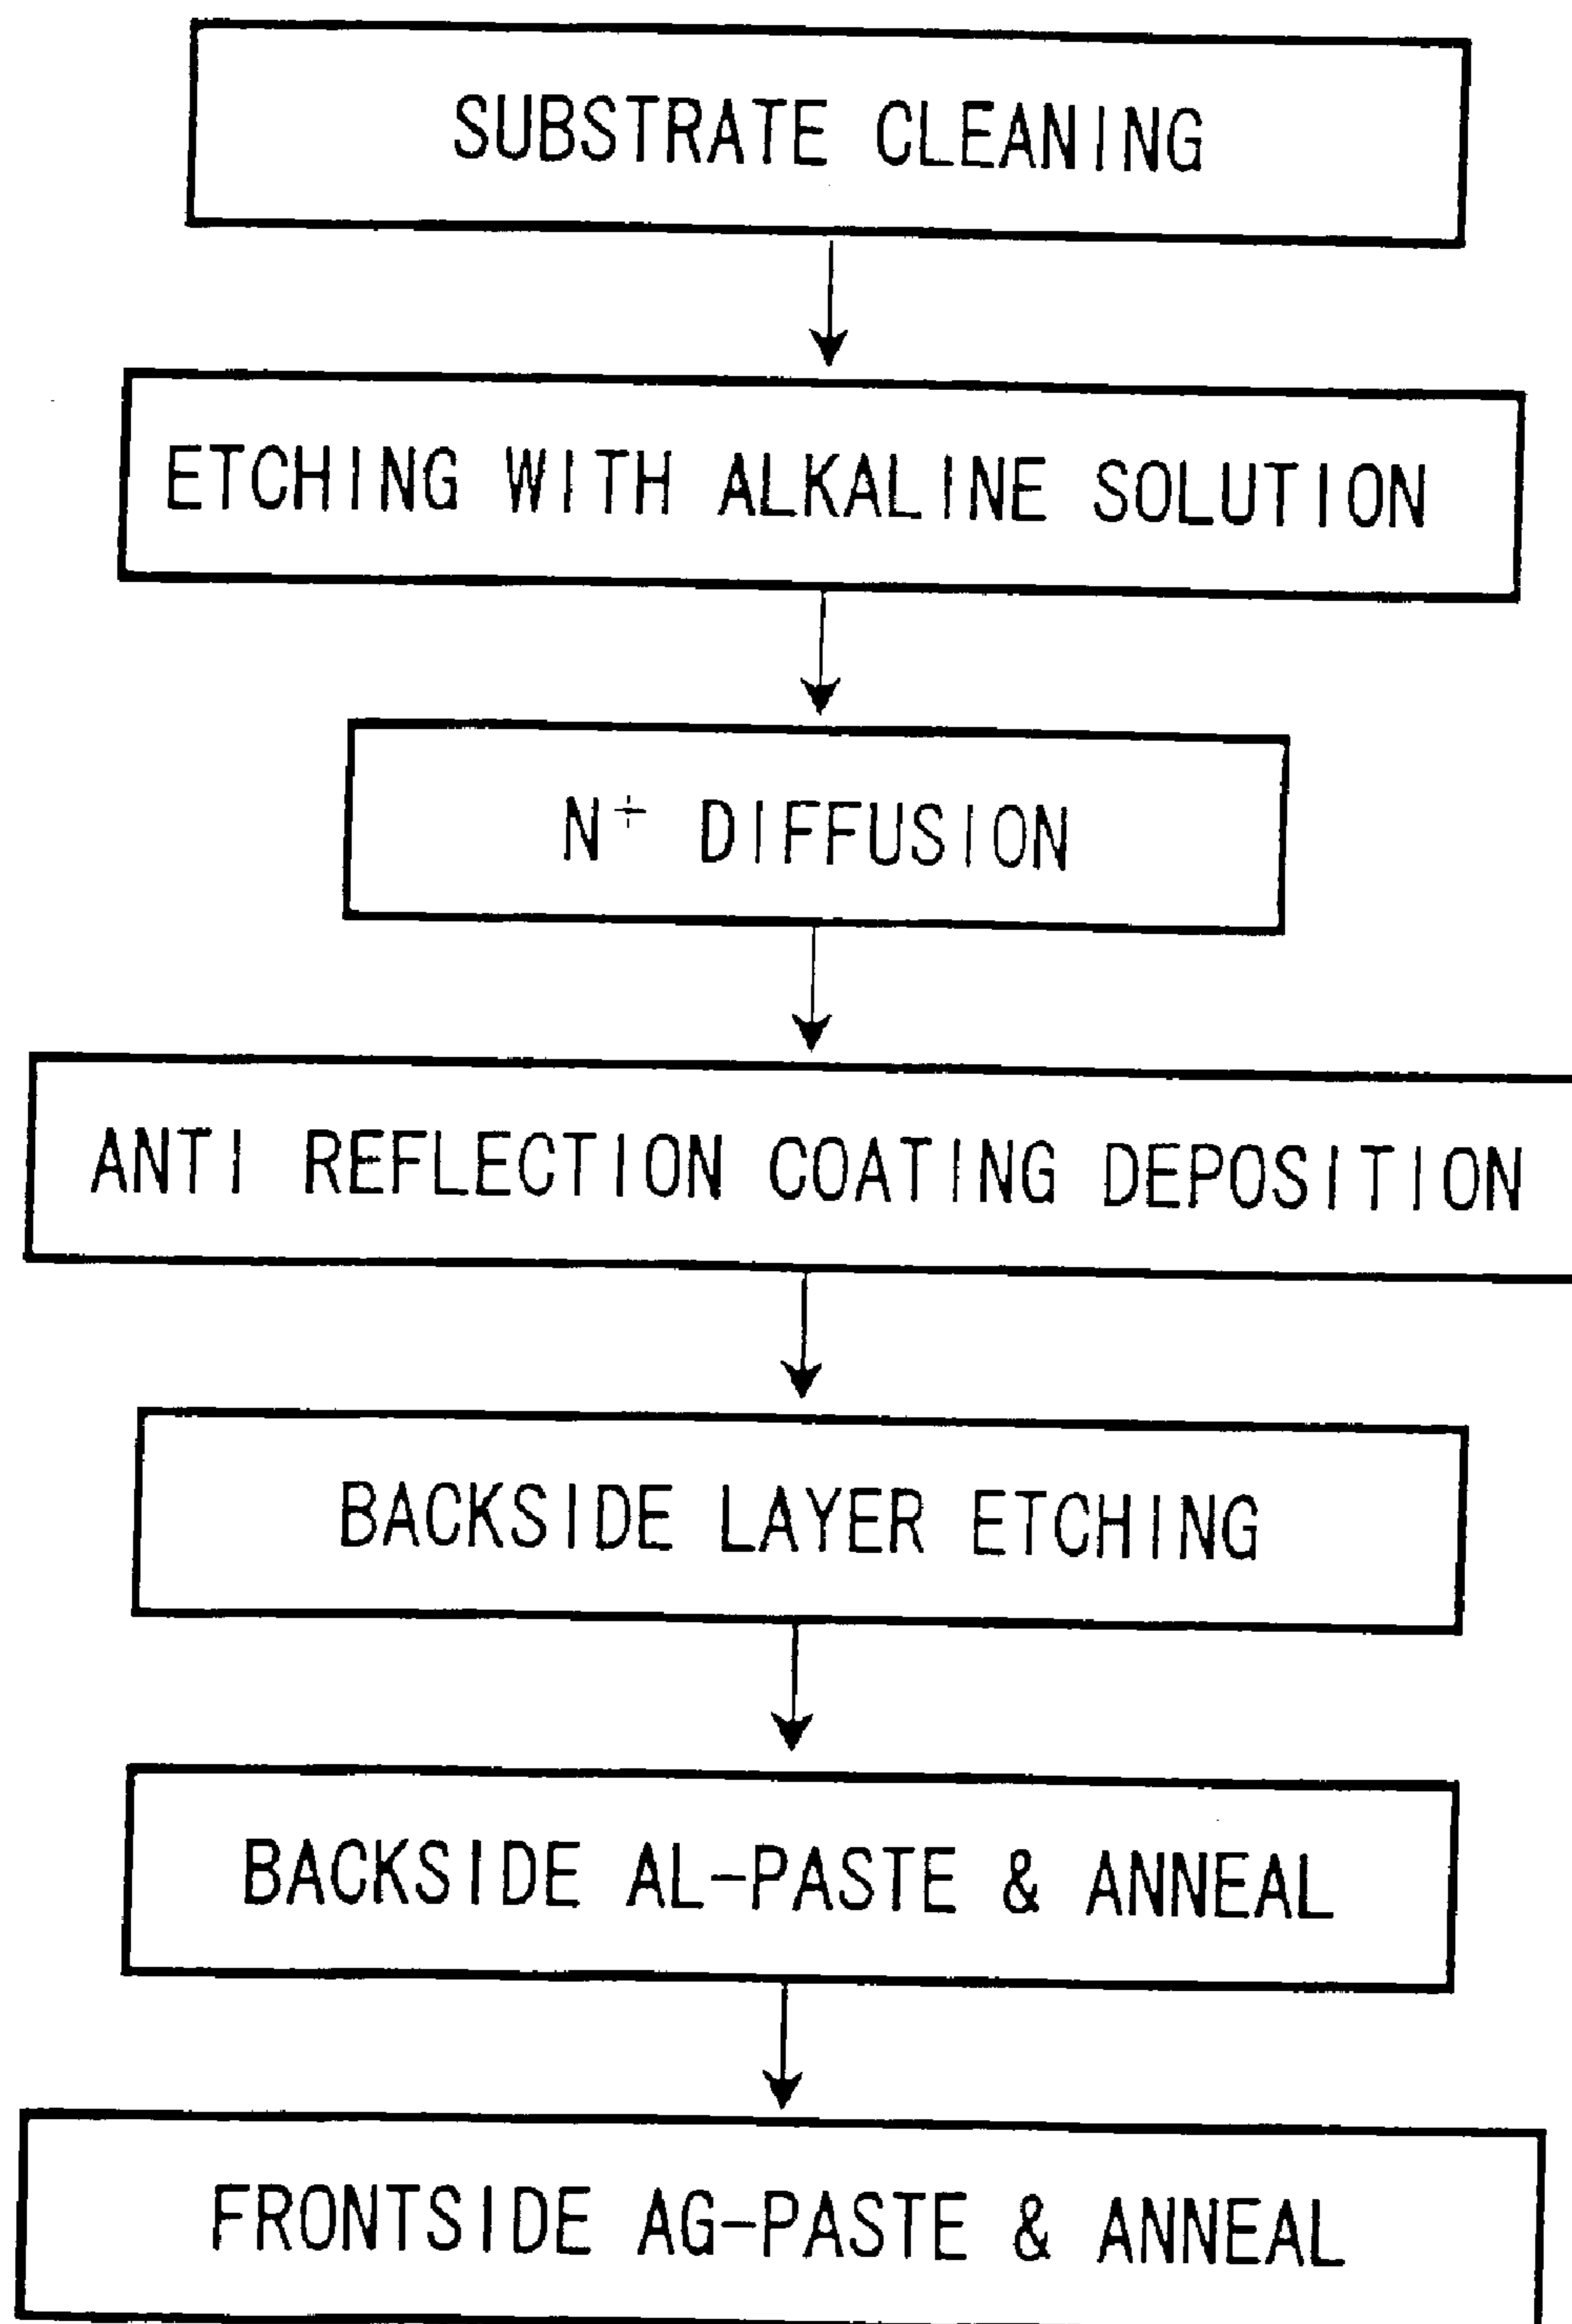 SUBSTRATE CLEANING
ETCHING WITH ALKALINE SOLUTION
N⁺ DIFFUSION
ANTI REFLECTION COATING DEPOSITION
BACKSIDE LAYER ETCHING
BACKSIDE AL-PASTE & ANNEAL
FRONTSIDE AG-PASTE & ANNEAL